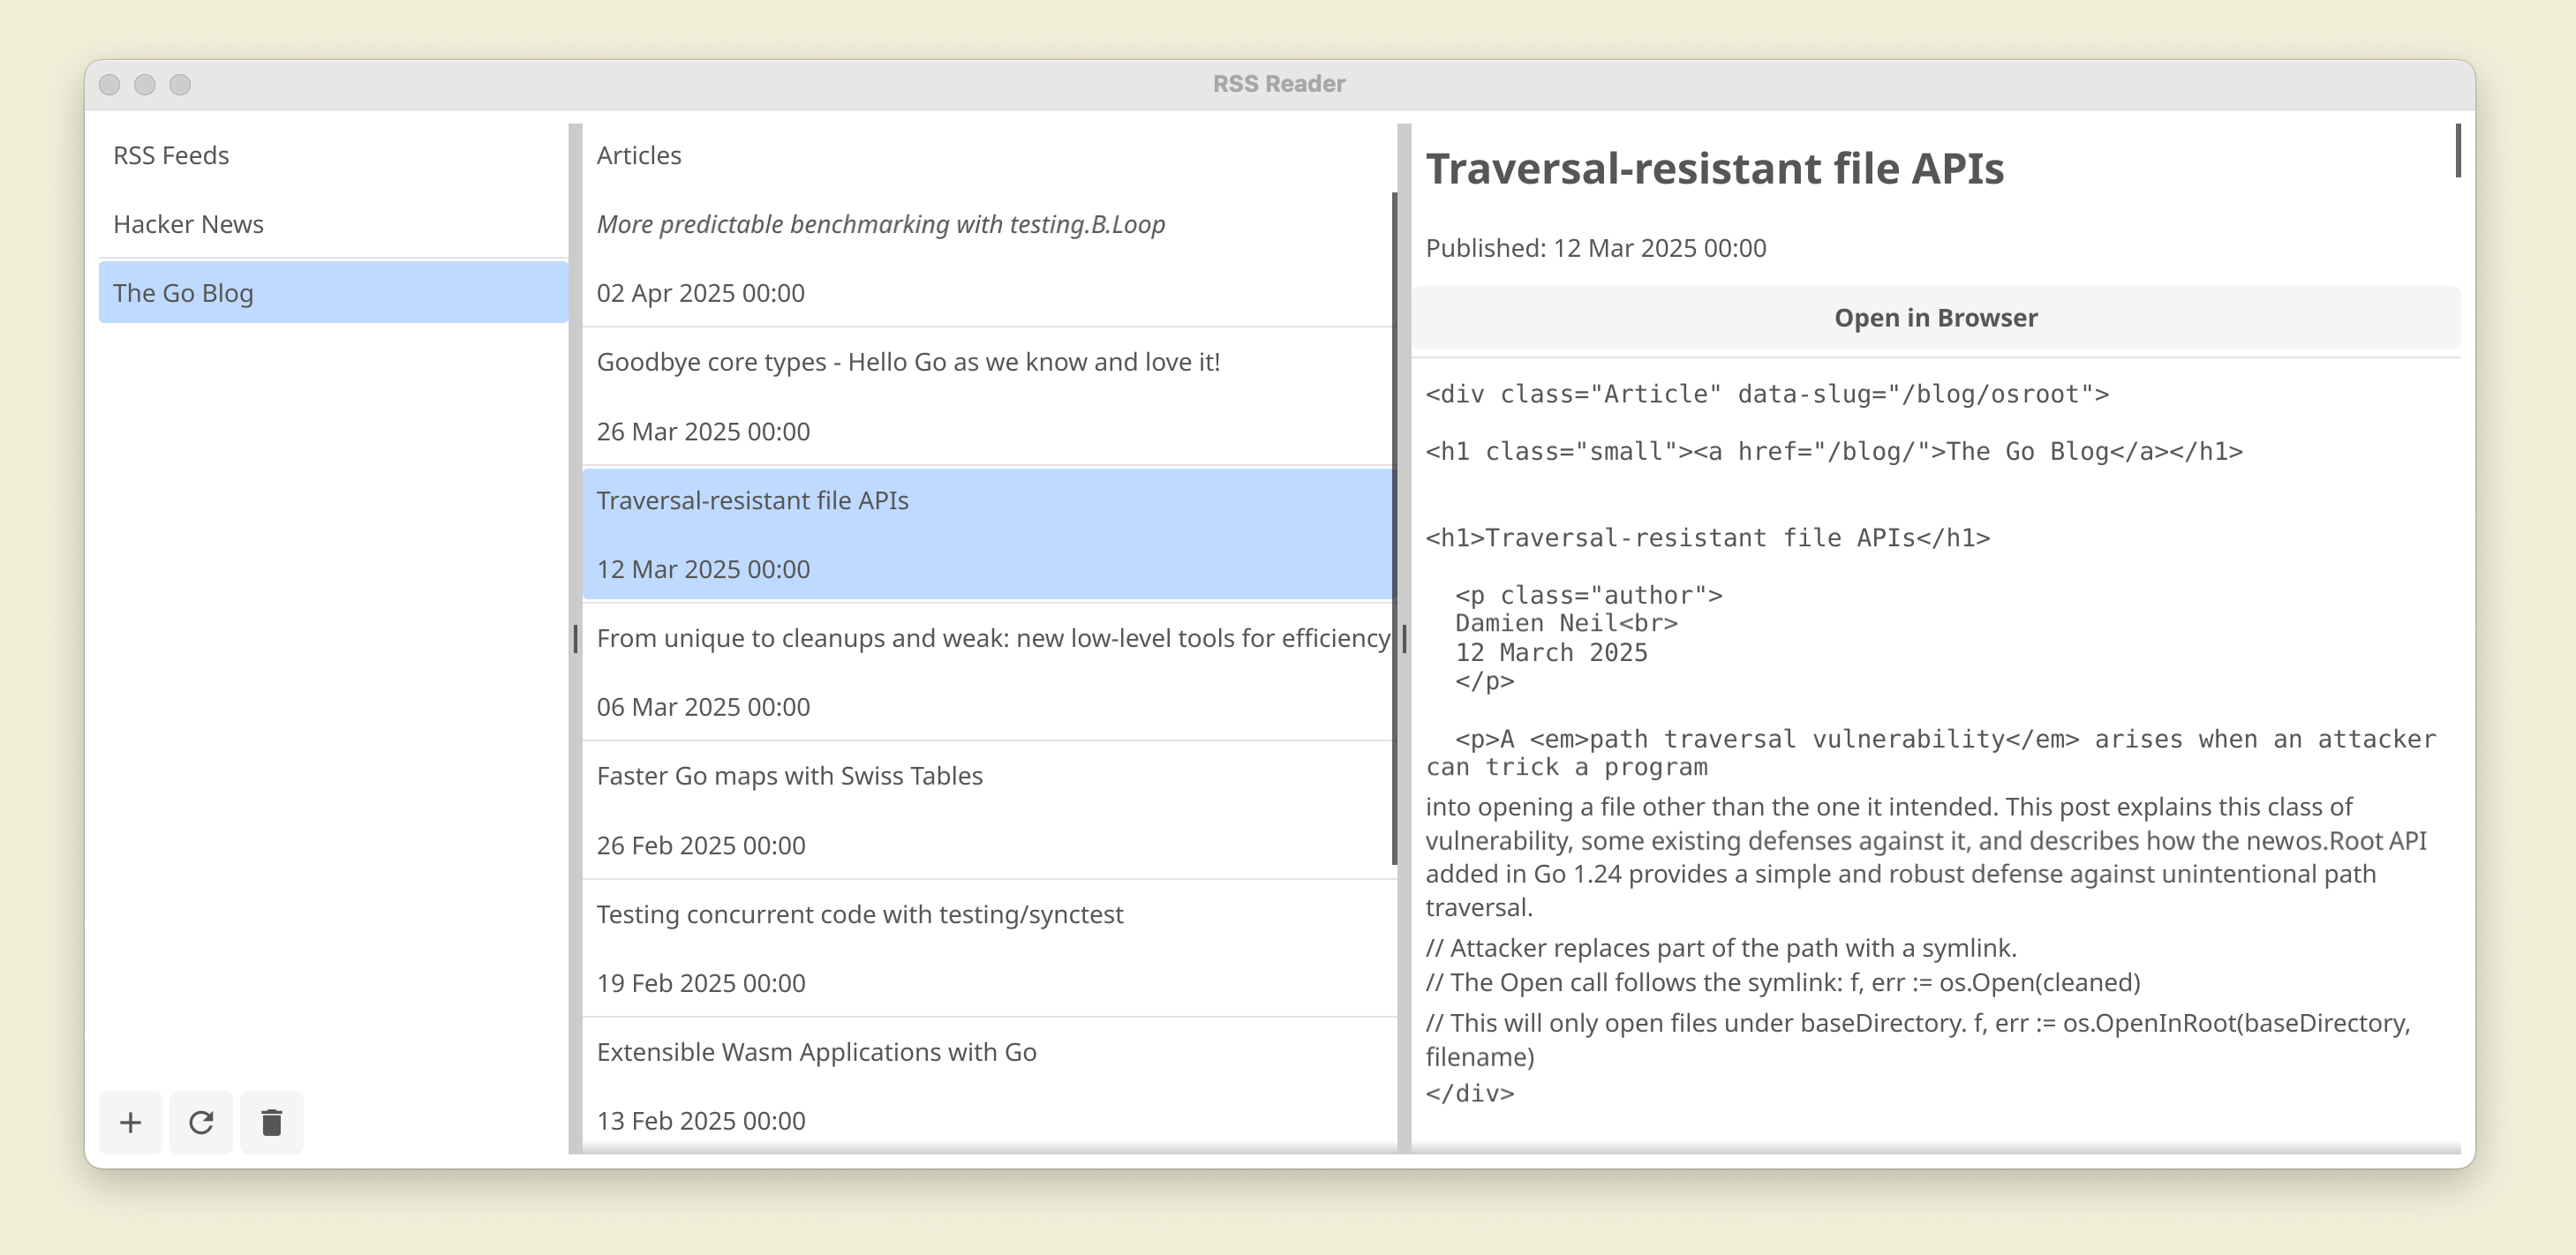 RSS Reader
RSS Feeds
Hacker News
The Go Blog
Articles
More predictable benchmarking with testing.B.Loop
02 Apr 2025 00:00
Goodbye core types - Hello Go as we know and love it!
26 Mar 2025 00:00
Traversal-resistant file APIs
12 Mar 2025 00:00
From unique to cleanups and weak: new low-level tools for efficiency
06 Mar 2025 00:00
Faster Go maps with Swiss Tables
26 Feb 2025 00:00
Testing concurrent code with testing/synctest
19 Feb 2025 00:00
Extensible Wasm Applications with Go
13 Feb 2025 00:00
Traversal-resistant file APIs
Published: 12 Mar 2025 00:00
Open in Browser
<div class="Article" data-slug="/blog/osroot">
<h1 class="small"><a href="/blog/">The Go Blog</a></h1>
<h1>Traversal-resistant file APIs</h1>
<p class="author">
Damien Neil<br>
12 March 2025
</p>
<p>A <em>path traversal vulnerability</em> arises when an attacker
can trick a program
into opening a file other than the one it intended. This post explains this class of
vulnerability, some existing defenses against it, and describes how the newos.Root API
added in Go 1.24 provides a simple and robust defense against unintentional path
traversal.
// Attacker replaces part of the path with a symlink.
// The Open call follows the symlink: f, err := os.Open(cleaned)
// This will only open files under baseDirectory. f, err := os.OpenInRoot(baseDirectory,
filename)
</div>